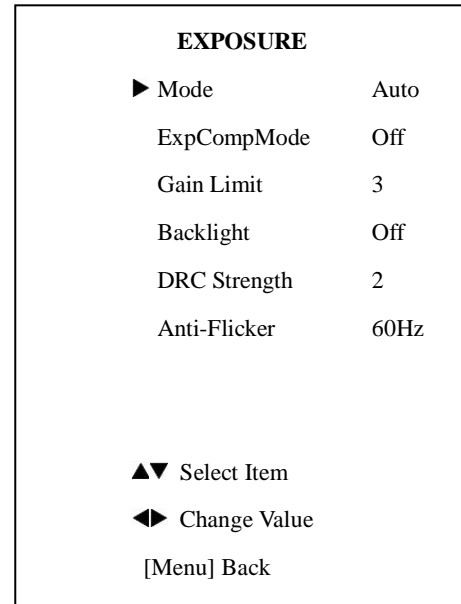 EXPOSURE
▶ Mode Auto
ExpCompMode Off
Gain Limit 3
Backlight Off
DRC Strength 2
Anti-Flicker 60Hz
▲▼ Select Item
◀▶ Change Value
[Menu] Back